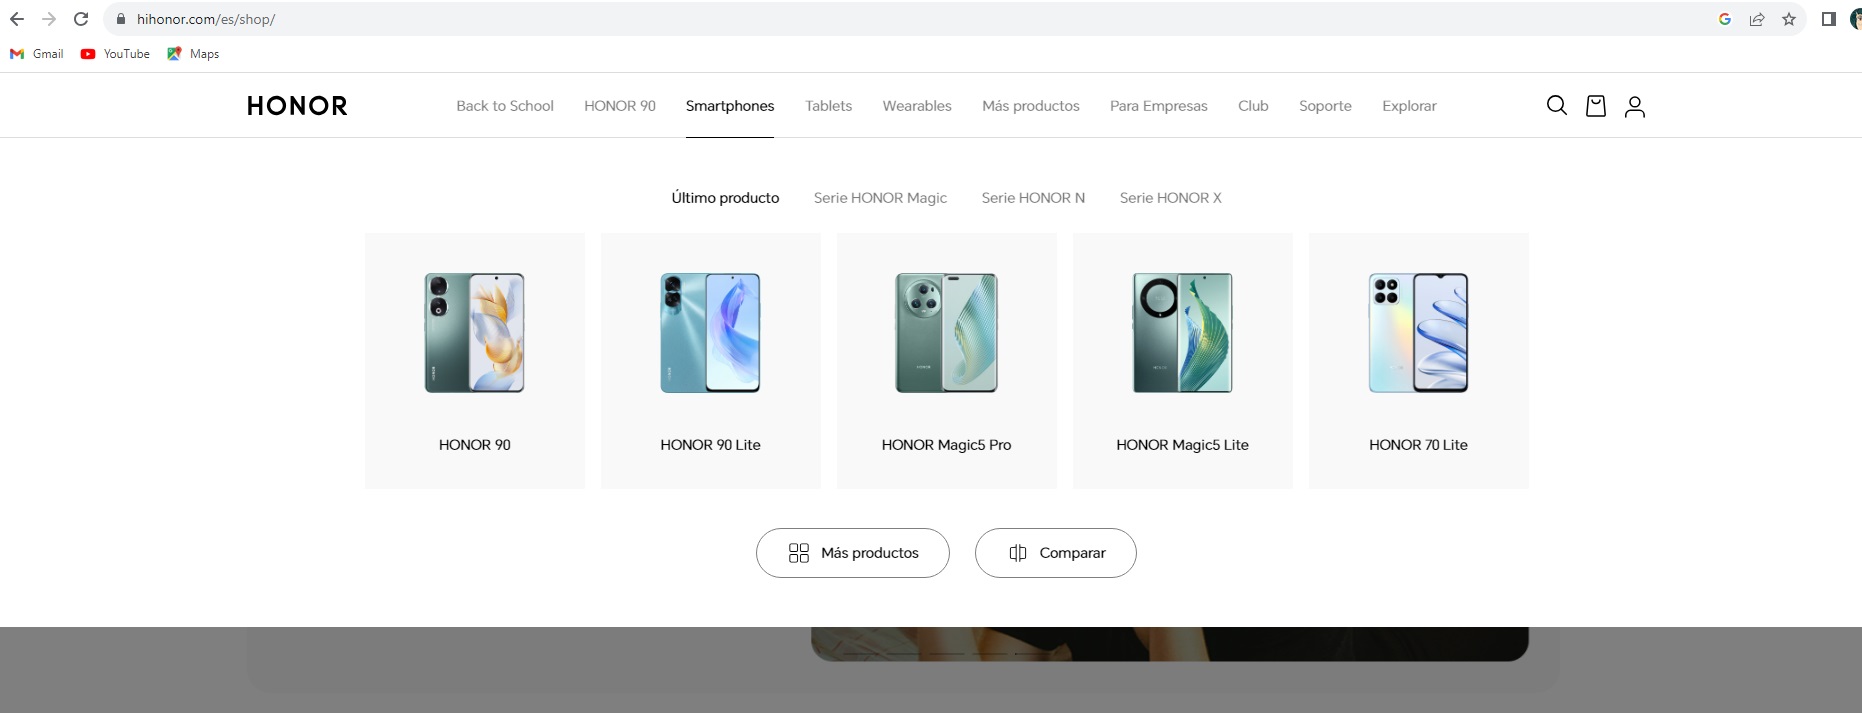 hihonor.com/es/shop/
Gmail YouTube Maps
HONOR Back to School HONOR 90 Smartphones Tablets Wearables Más productos Para Empresas Club Soporte Explorar
Último producto Serie HONOR Magic Serie HONOR N Serie HONOR X
HONOR 90 HONOR 90 Lite HONOR Magic5 Pro HONOR Magic5 Lite HONOR 70 Lite
Más productos Comparar